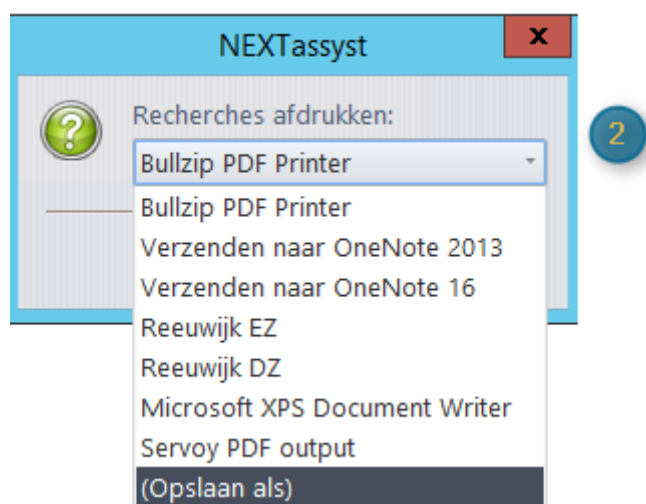 NEXTassyst
x
?
Recherches afdrukken:
2
Bullzip PDF Printer
Bullzip PDF Printer
Verzenden naar OneNote 2013
Verzenden naar OneNote 16
Reeuwijk EZ
Reeuwijk DZ
Microsoft XPS Document Writer
Servoy PDF output
(Opslaan als)